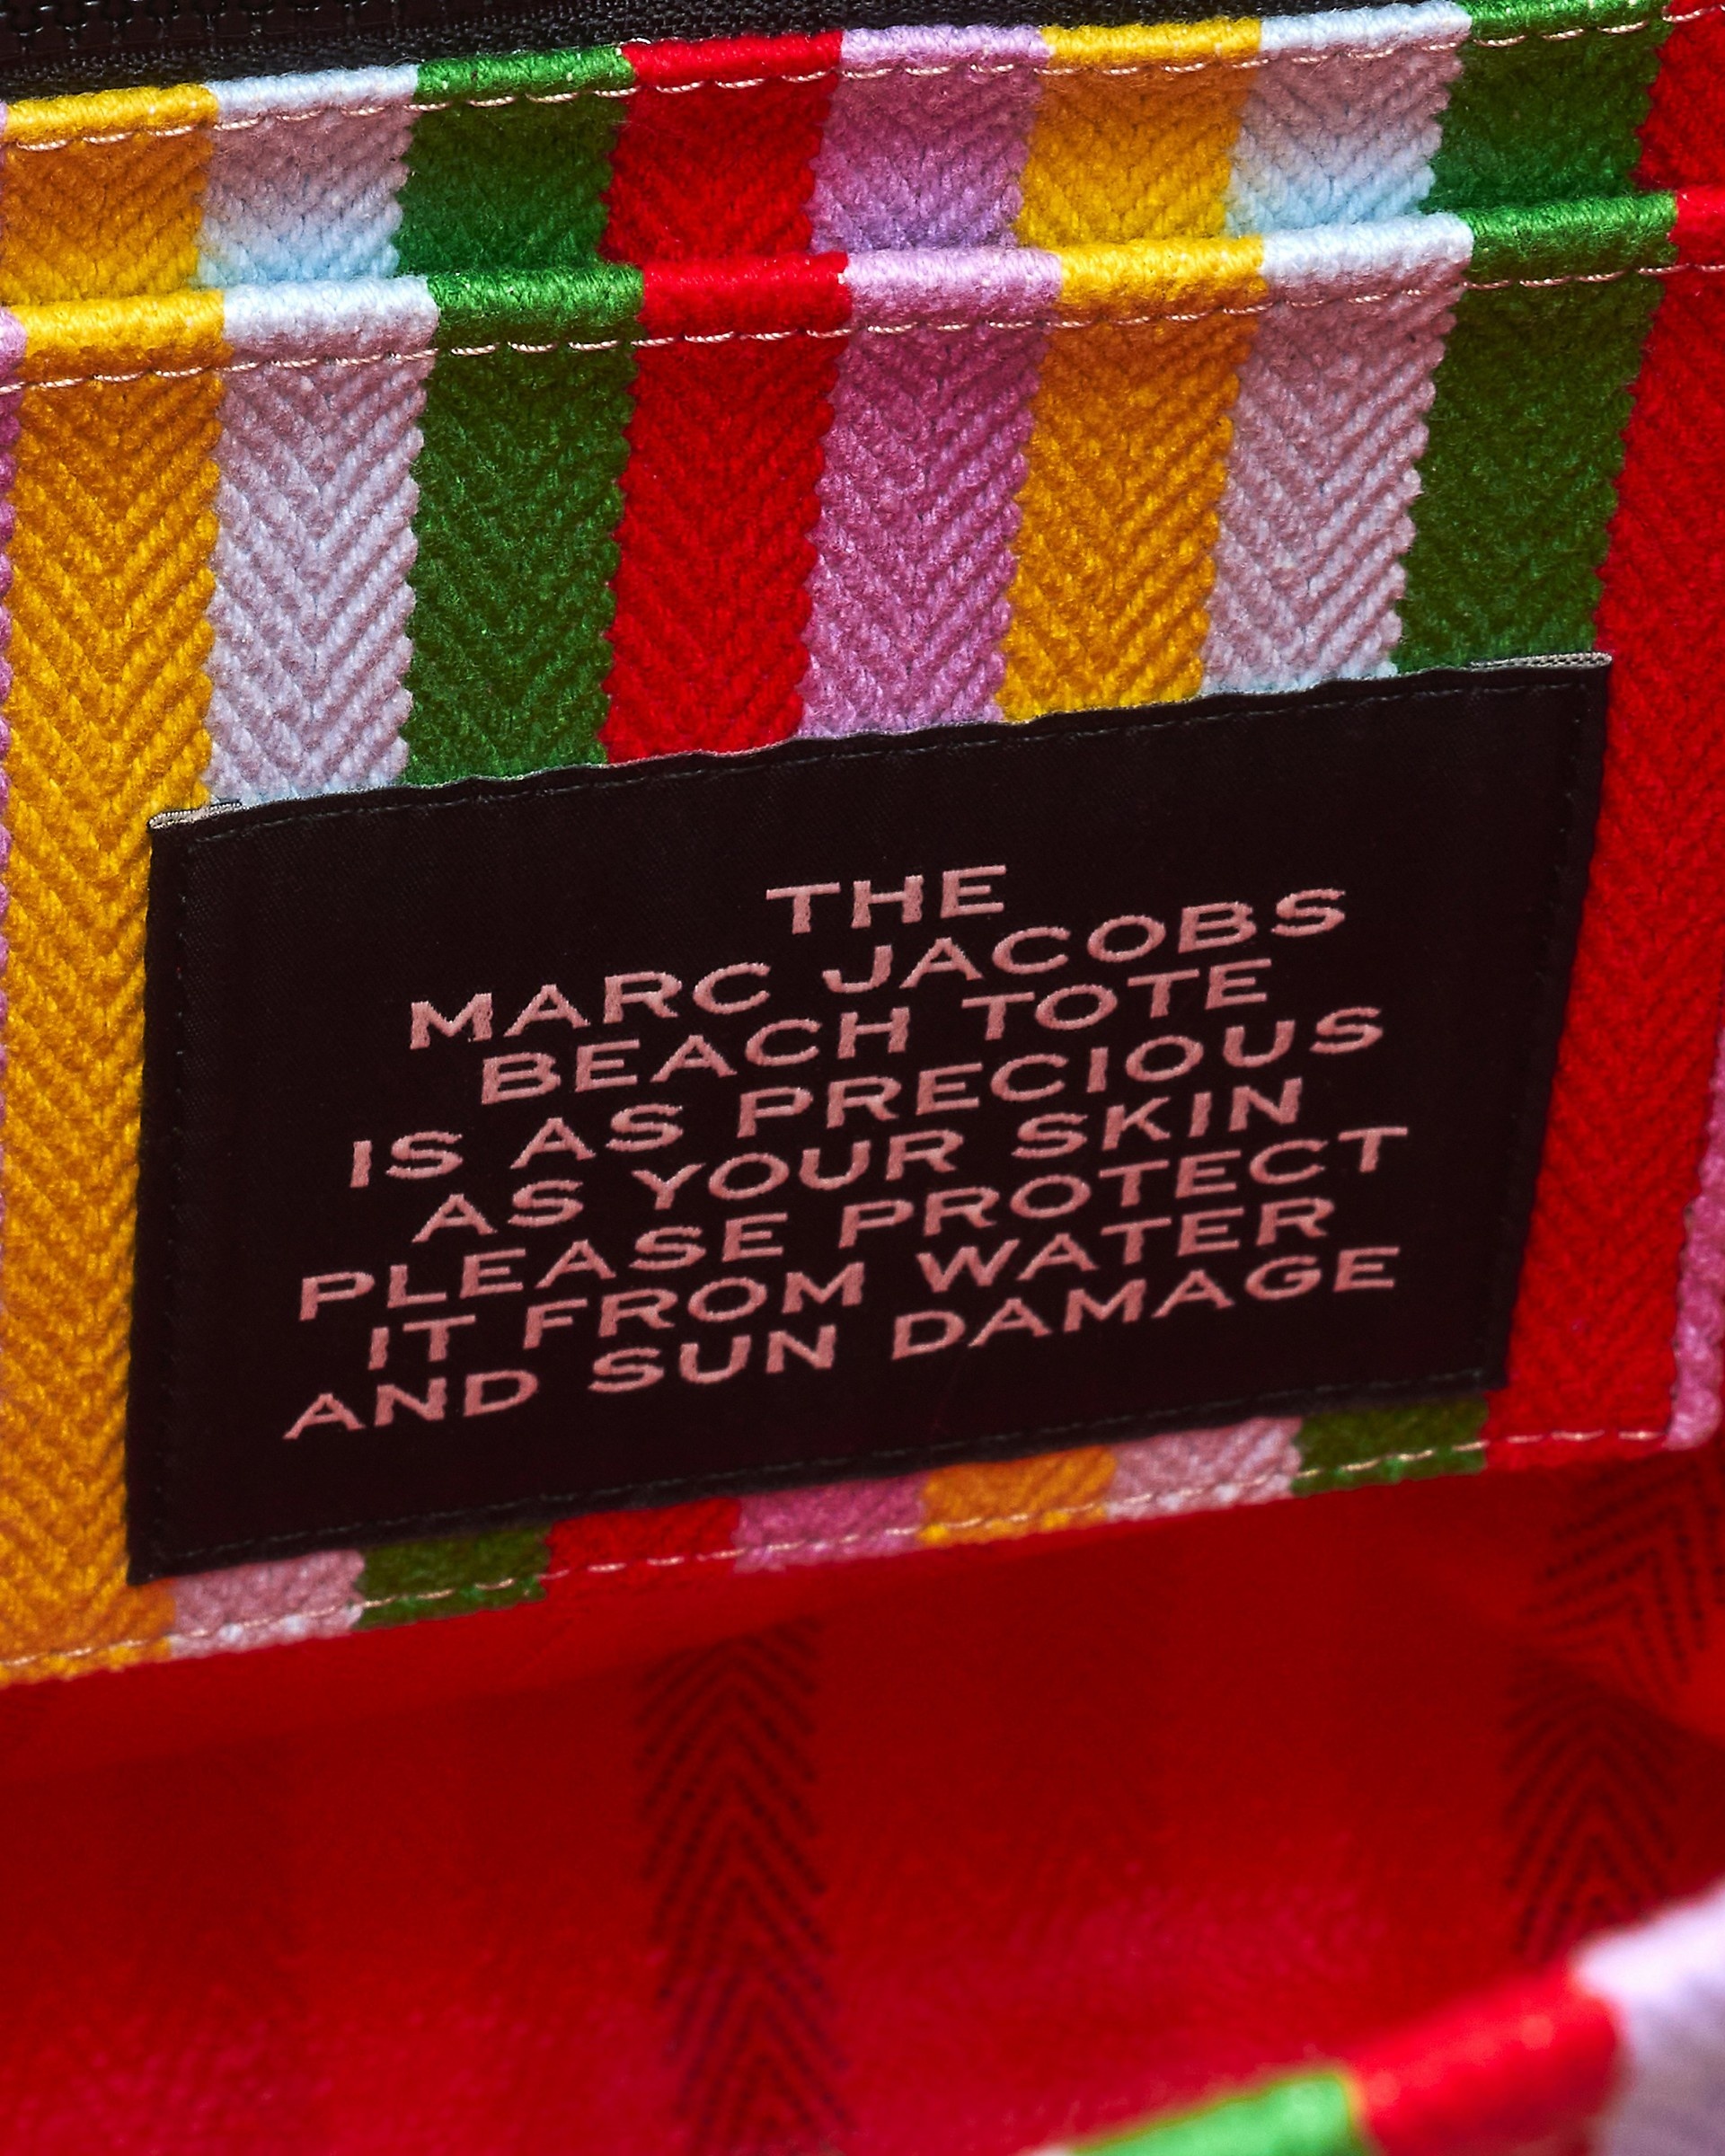 THE
MARC JACOBS
BEACH TOTE
IS AS PRECIOUS
AS YOUR SKIN
PLEASE PROTECT
IT FROM WATER
AND SUN DAMAGE